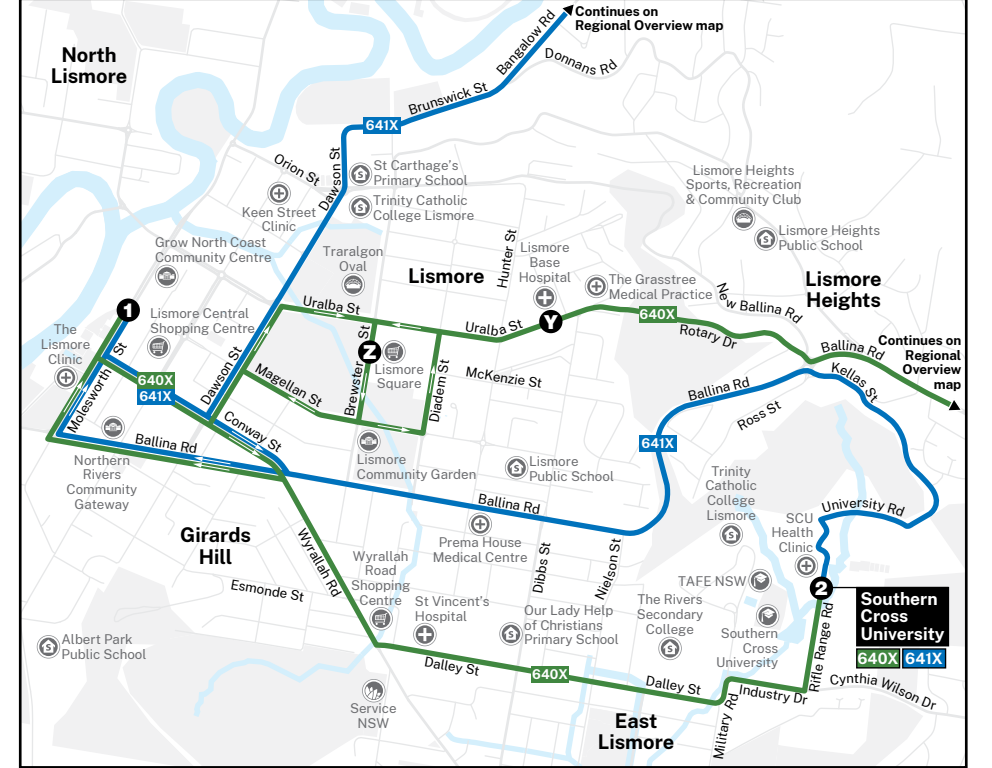 Continues on
Regional Overview map
Bangalow Rd
Donnans Rd
North
Lismore
Brunswick St
641X
Orion St
Dawson St
St Carthage's
Primary School
Trinity Catholic
College Lismore
Keen Street
Clinic
Lismore Heights
Sports, Recreation
& Community Club
Lismore Heights
Public School
Grow North Coast
Community Centre
Traralgon
Oval
Lismore
Hunter St
Lismore
Base
Hospital
The Grasstree
Medical Practice
New Ballina Rd
Lismore
Heights
1
Lismore Central
Shopping Centre
Uralba St
Uralba St
Y
640X
Rotary Dr
Ballina Rd
Continues on
Regional
Overview
map
The
Lismore
Clinic
Molesworth St
640X
641X
Dawson St
Magellan St
Brewster St
Z
Lismore
Square
Diadem St
McKenzie St
Ballina Rd
Ross St
Kellas St
Conway St
Ballina Rd
641X
Northern
Rivers
Community
Gateway
Lismore
Community Garden
Lismore
Public School
Trinity
Catholic
College
Lismore
Ballina Rd
University Rd
SCU
Health
Clinic
Girards
Hill
Wyrallah Rd
Prema House
Medical Centre
Dibbs St
Nielson St
Wyrallah
Road
Shopping
Centre
Esmonde St
St Vincent's
Hospital
Our Lady Help
of Christians
Primary School
The Rivers
Secondary
College
TAFE NSW
Southern
Cross
University
2
Southern
Cross
University
640X 641X
Rifle Range Rd
Albert Park
Public School
Dalley St
640X
Dalley St
Industry Dr
Cynthia Wilson Dr
Military Rd
Service
NSW
East
Lismore